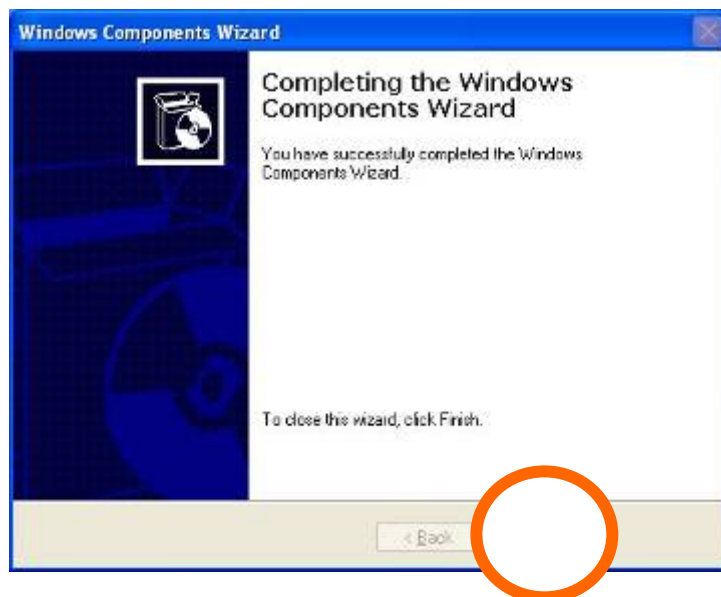 Windows Components Wizard
Completing the Windows
Components Wizard
You have successfully completed the Windows
Components Wizard.
To close this wizard, click Finish.
< Back